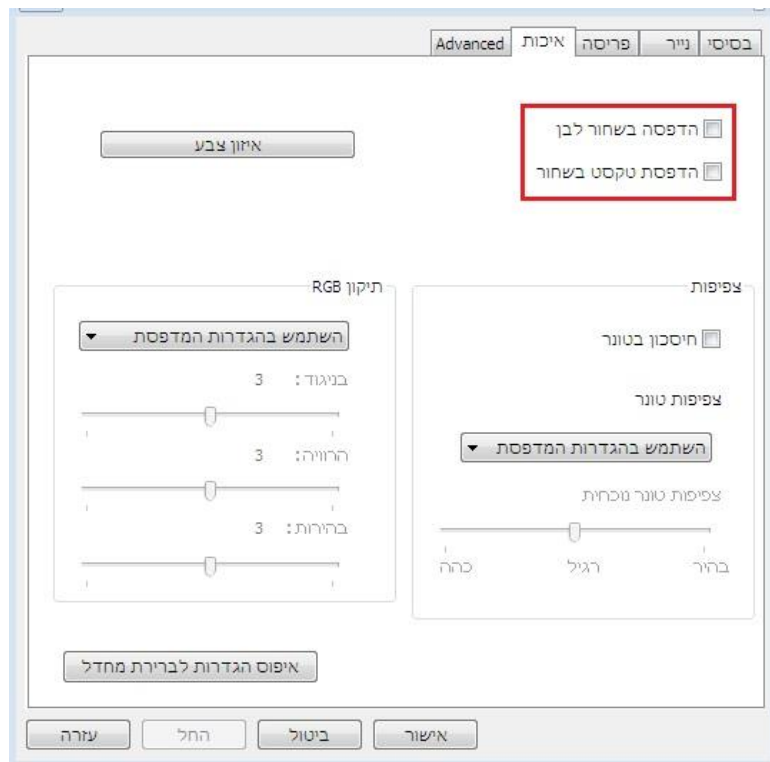 בסיסי נייר פריסה איכות Advanced
הדפסה בשחור לבן
הדפסת טקסט בשחור
איזון צבע
צפיפות
חיסכון בטונר
צפיפות טונר
השתמש בהגדרות המדפסת
צפיפות טונר נוכחית
בהיר רגיל כהה
תיקון RGB
השתמש בהגדרות המדפסת
בניגוד: 3
הרוויה: 3
בהירות: 3
איפוס הגדרות לברירת מחדל
אישור ביטול החל עזרה